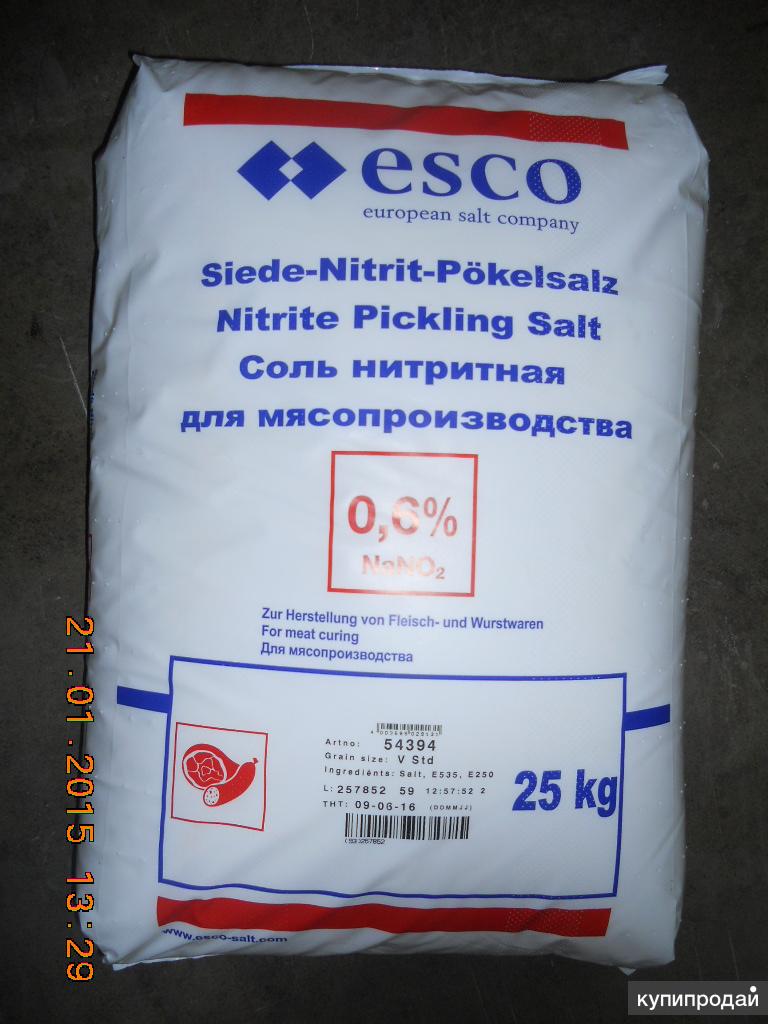 esco
european salt company
Siede-Nitrit-Pökelsalz
Nitrite Pickling Salt
Соль нитритная
для мясопроизводства
0,6%
NaNO2
Zur Herstellung von Fleisch- und Wurstwaren
For meat curing
Для мясопроизводства
Artno: 54394
Grain size: V Std
Ingrediënts: Salt, E535, E250
L: 257852 59 12:57:52 2
THT: 09-06-16 (DDMMJJ)
25 kg
www.esco-salt.com
21.01.2015 13:29
купипродай